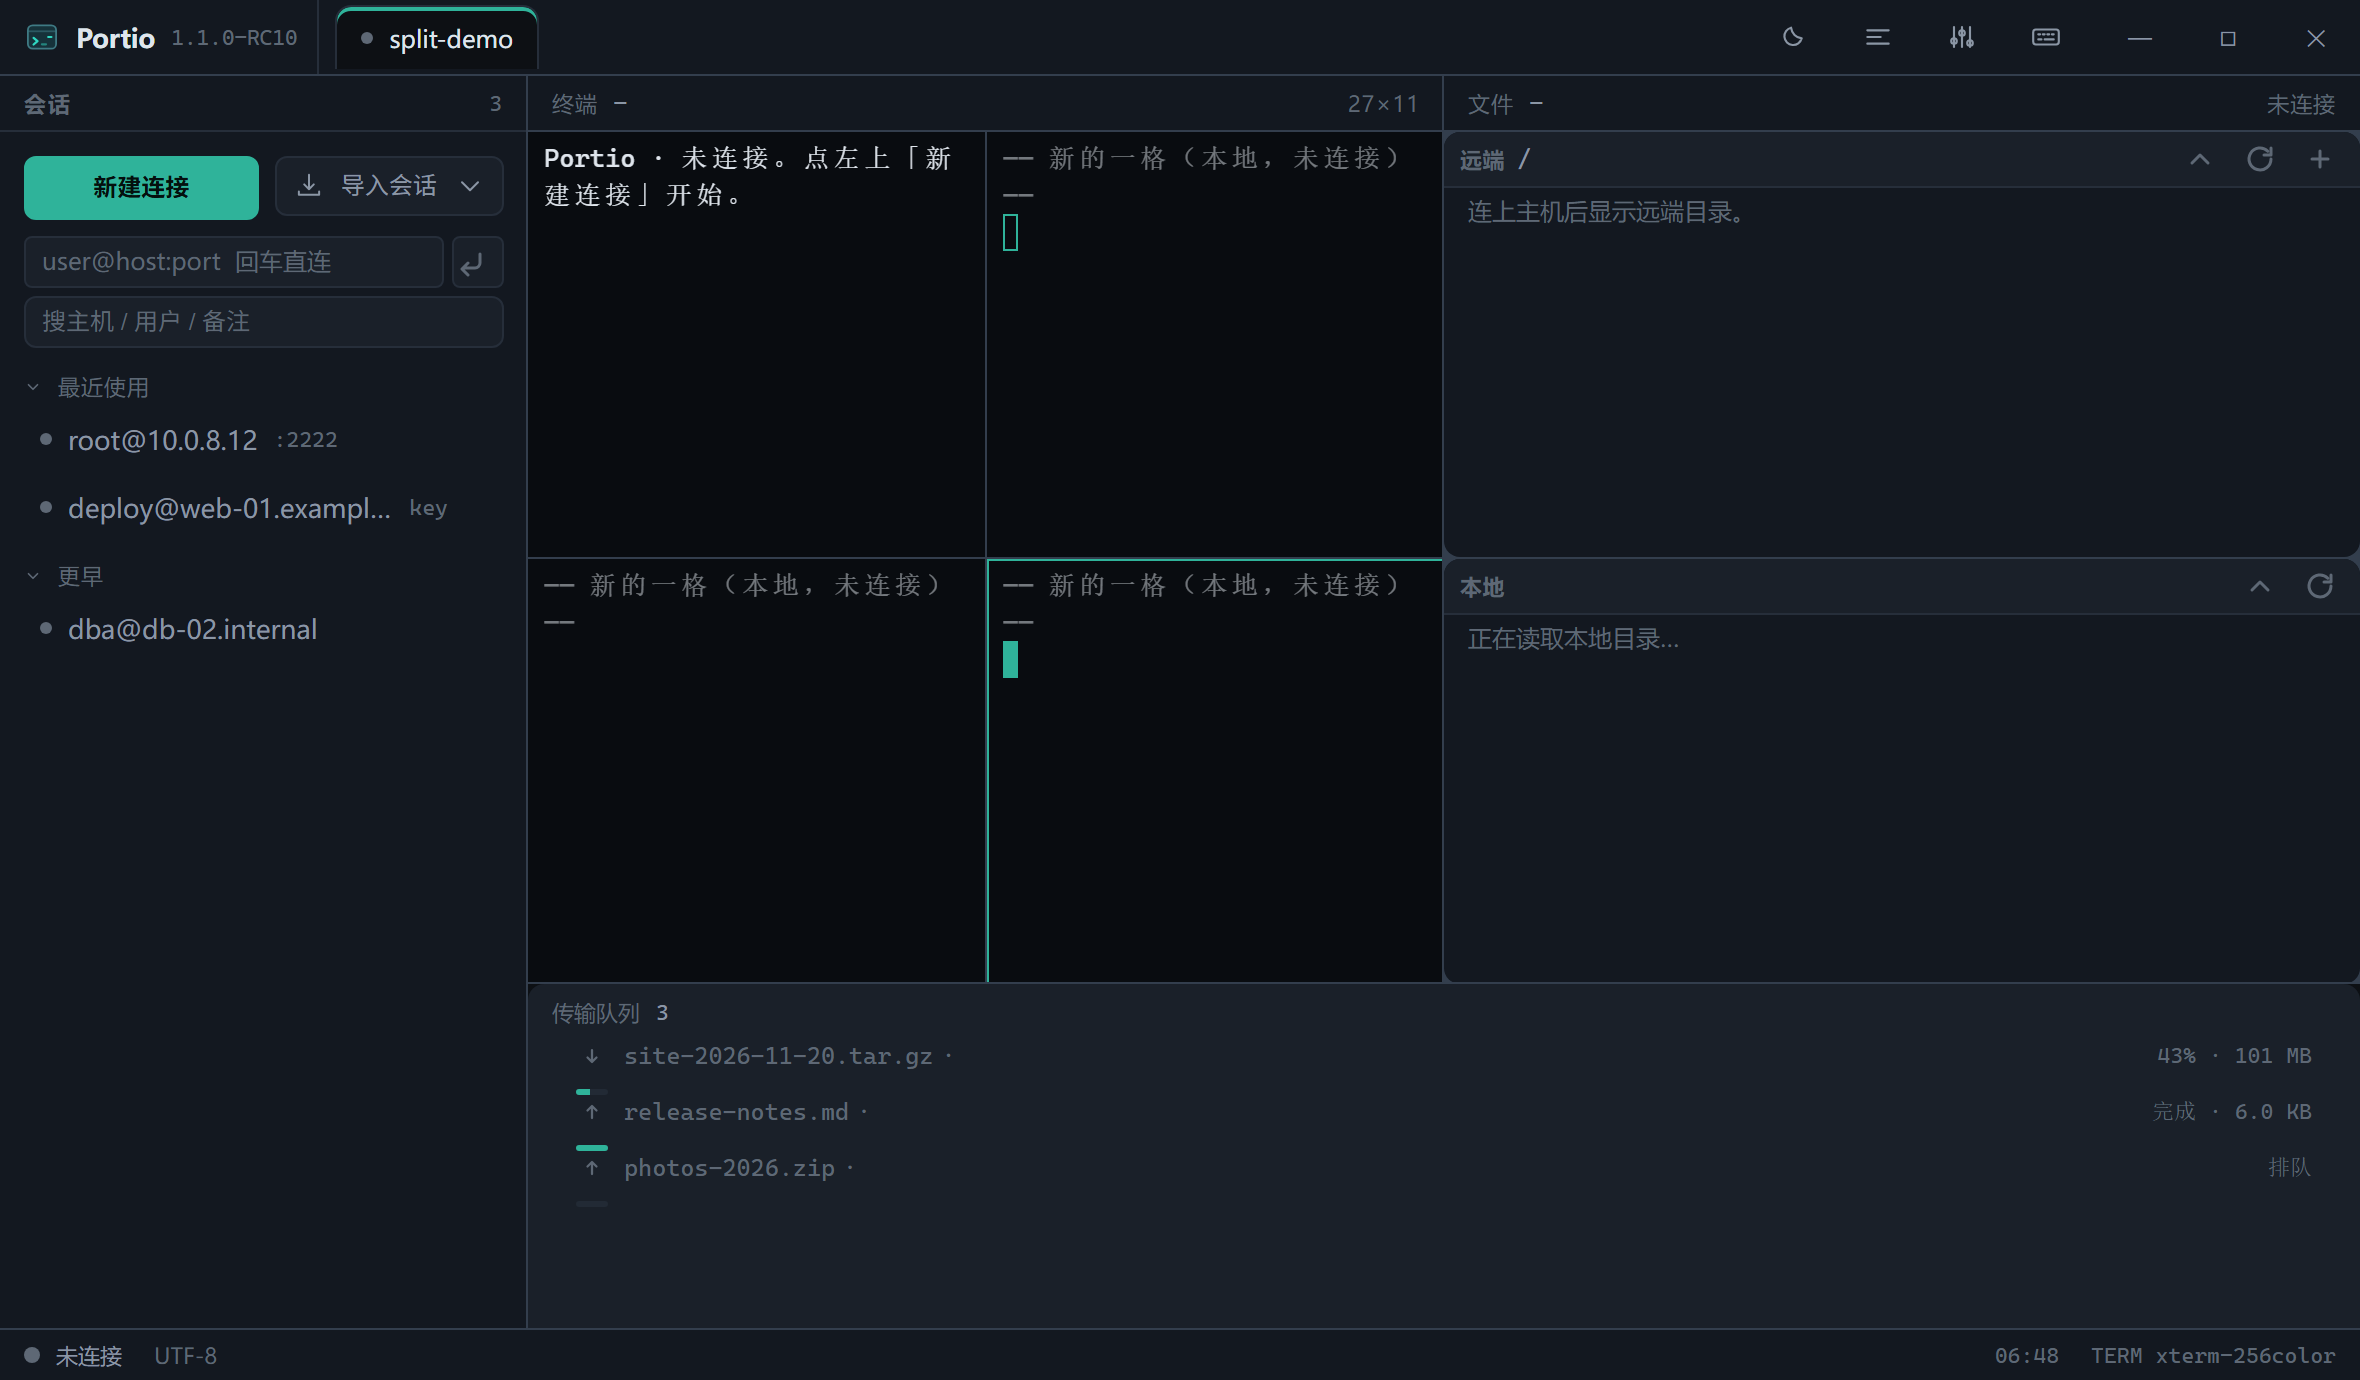 Portio 1.1.0-RC10
split-demo
会话 3
新建连接
导入会话
user@host:port 回车直连
搜主机 / 用户 / 备注
最近使用
root@10.0.8.12 :2222
deploy@web-01.exampl... key
更早
dba@db-02.internal
终端 — 27×11
Portio · 未连接。点左上「新
建连接」开始。
—— 新的一格（本地，未连接）
——
—— 新的一格（本地，未连接）
——
—— 新的一格（本地，未连接）
——
文件 — 未连接
远端 /
连上主机后显示远端目录。
本地
正在读取本地目录...
传输队列 3
↓ site-2026-11-20.tar.gz · 43% · 101 MB
↑ release-notes.md · 完成 · 6.0 KB
↑ photos-2026.zip · 排队
未连接 UTF-8
06:48 TERM xterm-256color